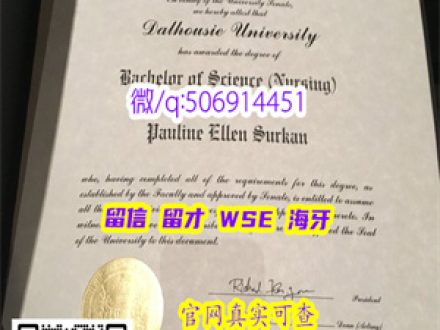 we hereby attest that
Dalhousie University
has awarded the degree of
Bachelor of Science (Nursing)
微/q:506914451
Pauline Ellen Surkan
who, having completed all of the requirements for this degree, as
established by the Faculty and approved by Senate, is entitled to assume
all the
留信 留才 WSE 海牙
of the University to this document.
President
官网真实可查